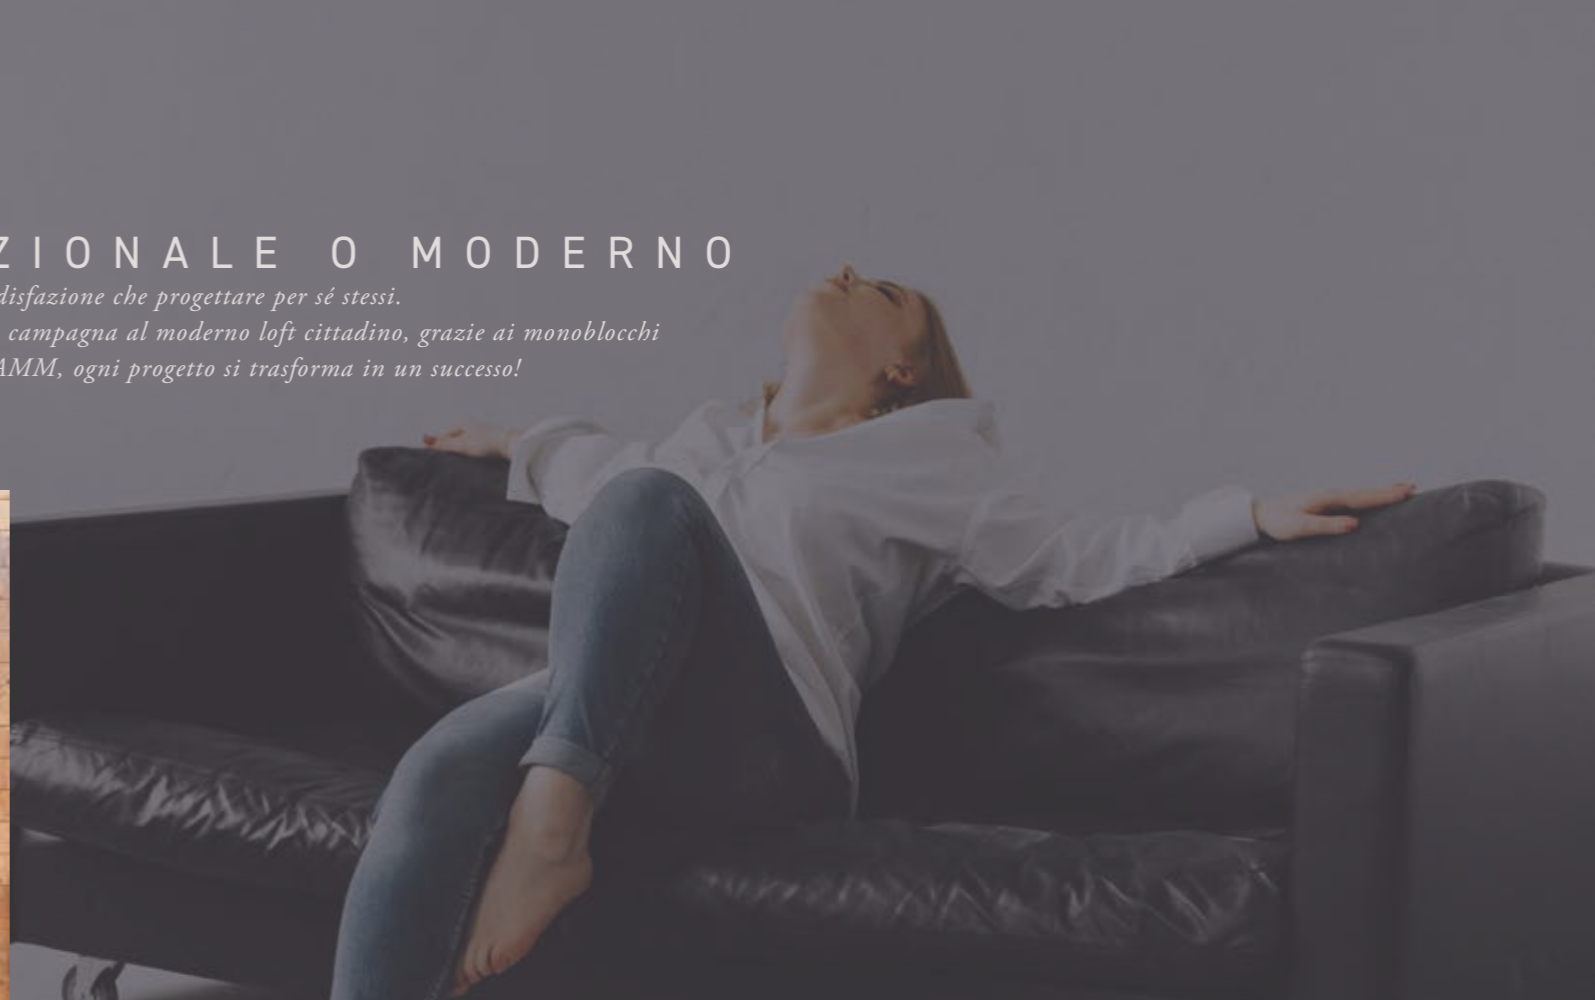 ZIONALE O MODERNO
disfazione che progettare per sé stessi.
campagna al moderno loft cittadino, grazie ai monoblocchi
AMM, ogni progetto si trasforma in un successo!